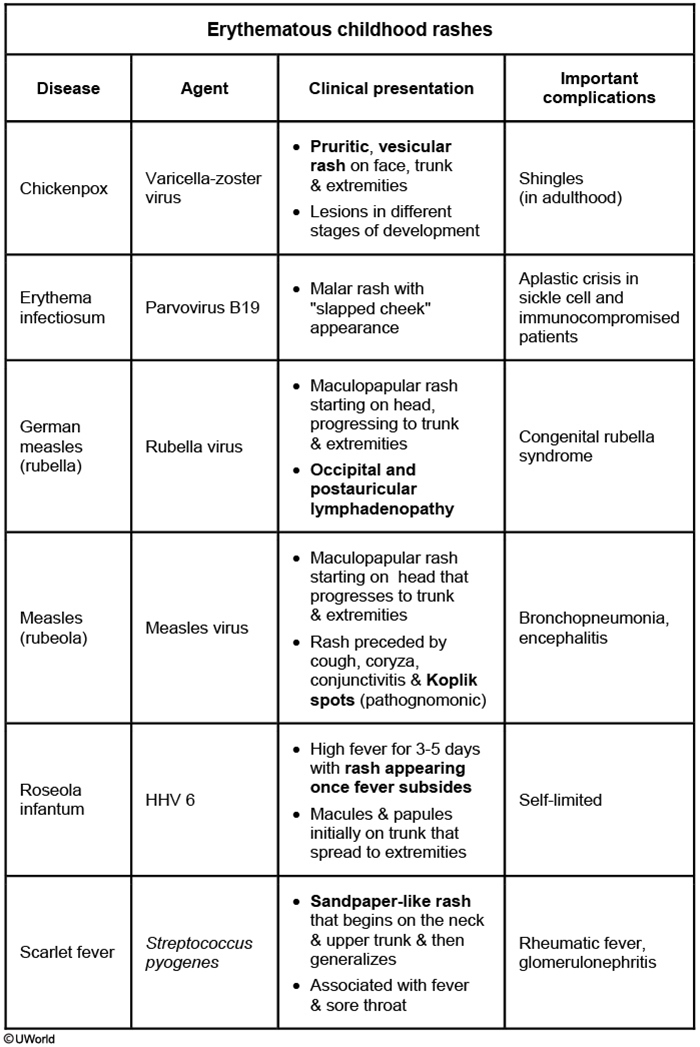 Erythematous childhood rashes
Disease
Agent
Clinical presentation
Important
complications
Chickenpox
Varicella-zoster
virus
• Pruritic, vesicular
rash on face, trunk
& extremities
• Lesions in different
stages of development
Shingles
(in adulthood)
Erythema
infectiosum
Parvovirus B19
• Malar rash with
"slapped cheek"
appearance
Aplastic crisis in
sickle cell and
immunocompromised
patients
German
measles
(rubella)
Rubella virus
• Maculopapular rash
starting on head,
progressing to trunk
& extremities
• Occipital and
postauricular
lymphadenopathy
Congenital rubella
syndrome
Measles
(rubeola)
Measles virus
• Maculopapular rash
starting on head that
progresses to trunk
& extremities
• Rash preceded by
cough, coryza,
conjunctivitis & Koplik
spots (pathognomonic)
Bronchopneumonia,
encephalitis
Roseola
infantum
HHV 6
• High fever for 3-5 days
with rash appearing
once fever subsides
• Macules & papules
initially on trunk that
spread to extremities
Self-limited
Scarlet fever
Streptococcus
pyogenes
• Sandpaper-like rash
that begins on the neck
& upper trunk & then
generalizes
• Associated with fever
& sore throat
Rheumatic fever,
glomerulonephritis
©UWorld